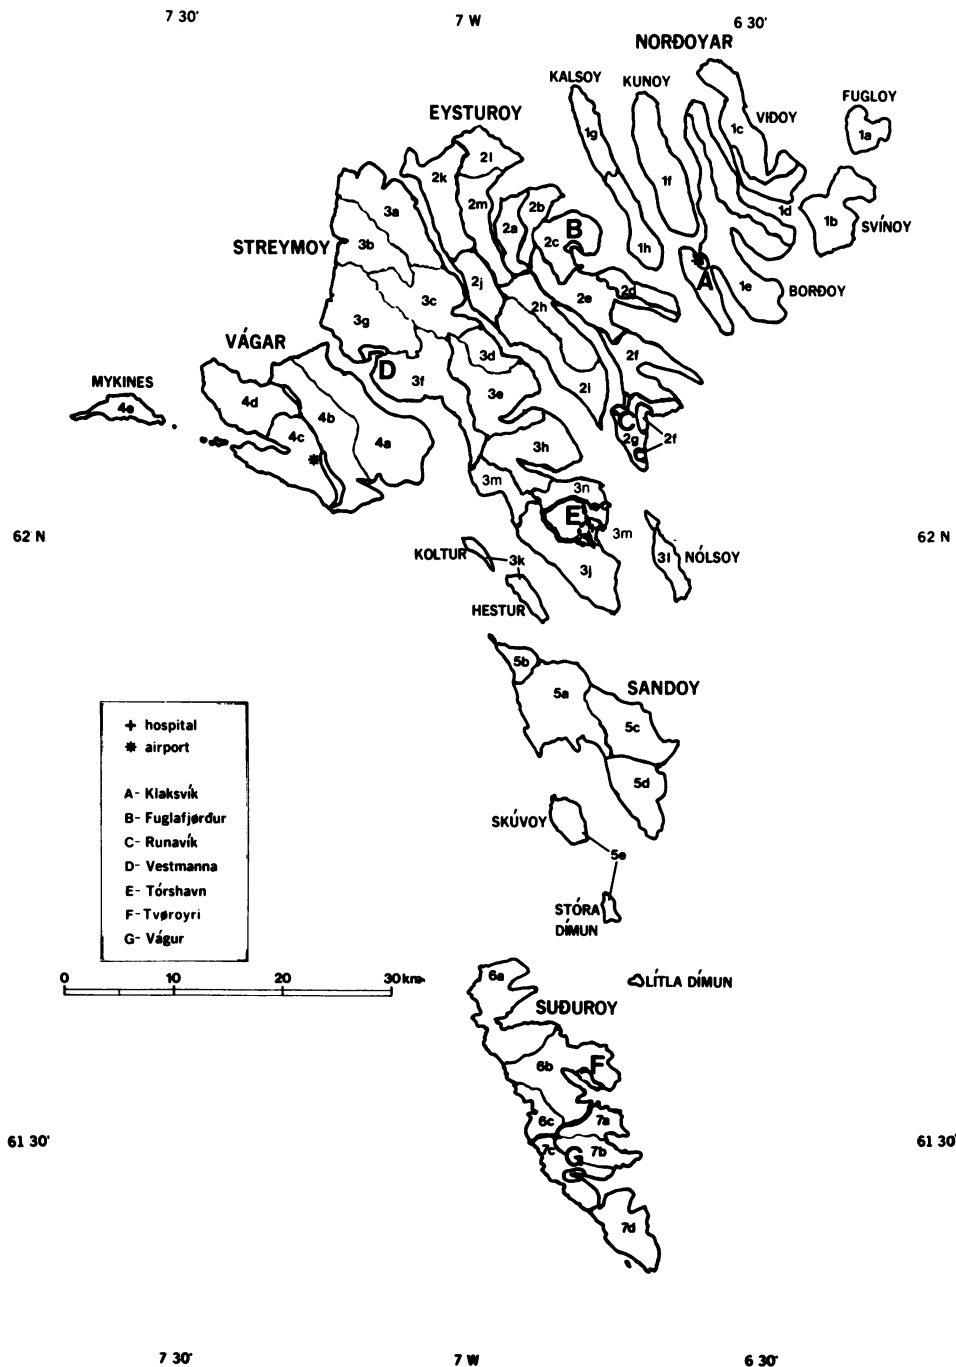 7 30'
7 W
6 30'
NORÐOYAR
KALSOY
KUNOY
FUGLOY
EYSTUROY
VIÐOY
1g
1c
1a
2l
2k
1f
3a
2m
2b
1d
1b
SVÍNOY
2a
B
2c
STREYMOY
3b
1h
A
1e
BORÐOY
2j
2d
3c
2h
2e
3g
VÁGAR
3d
2f
D
3f
MYKINES
3e
2i
4e
4d
4b
C
4c
4a
2g
2f
3h
3m
3n
E
62 N
3m
62 N
KOLTUR
3k
3j
3l
NÓLSOY
HESTUR
5b
5a
SANDOY
5c
5d
SKÚVOY
5e
STÓRA
DÍMUN
+ hospital
* airport
A- Klaksvík
B- Fuglafjørður
C- Runavík
D- Vestmanna
E- Tórshavn
F- Tvøroyri
G- Vágur
0 10 20 30 km
6a
LÍTLA DÍMUN
SUÐUROY
6b
F
6c
7a
61 30'
61 30'
7c
G
7b
7d
7 30'
7 W
6 30'